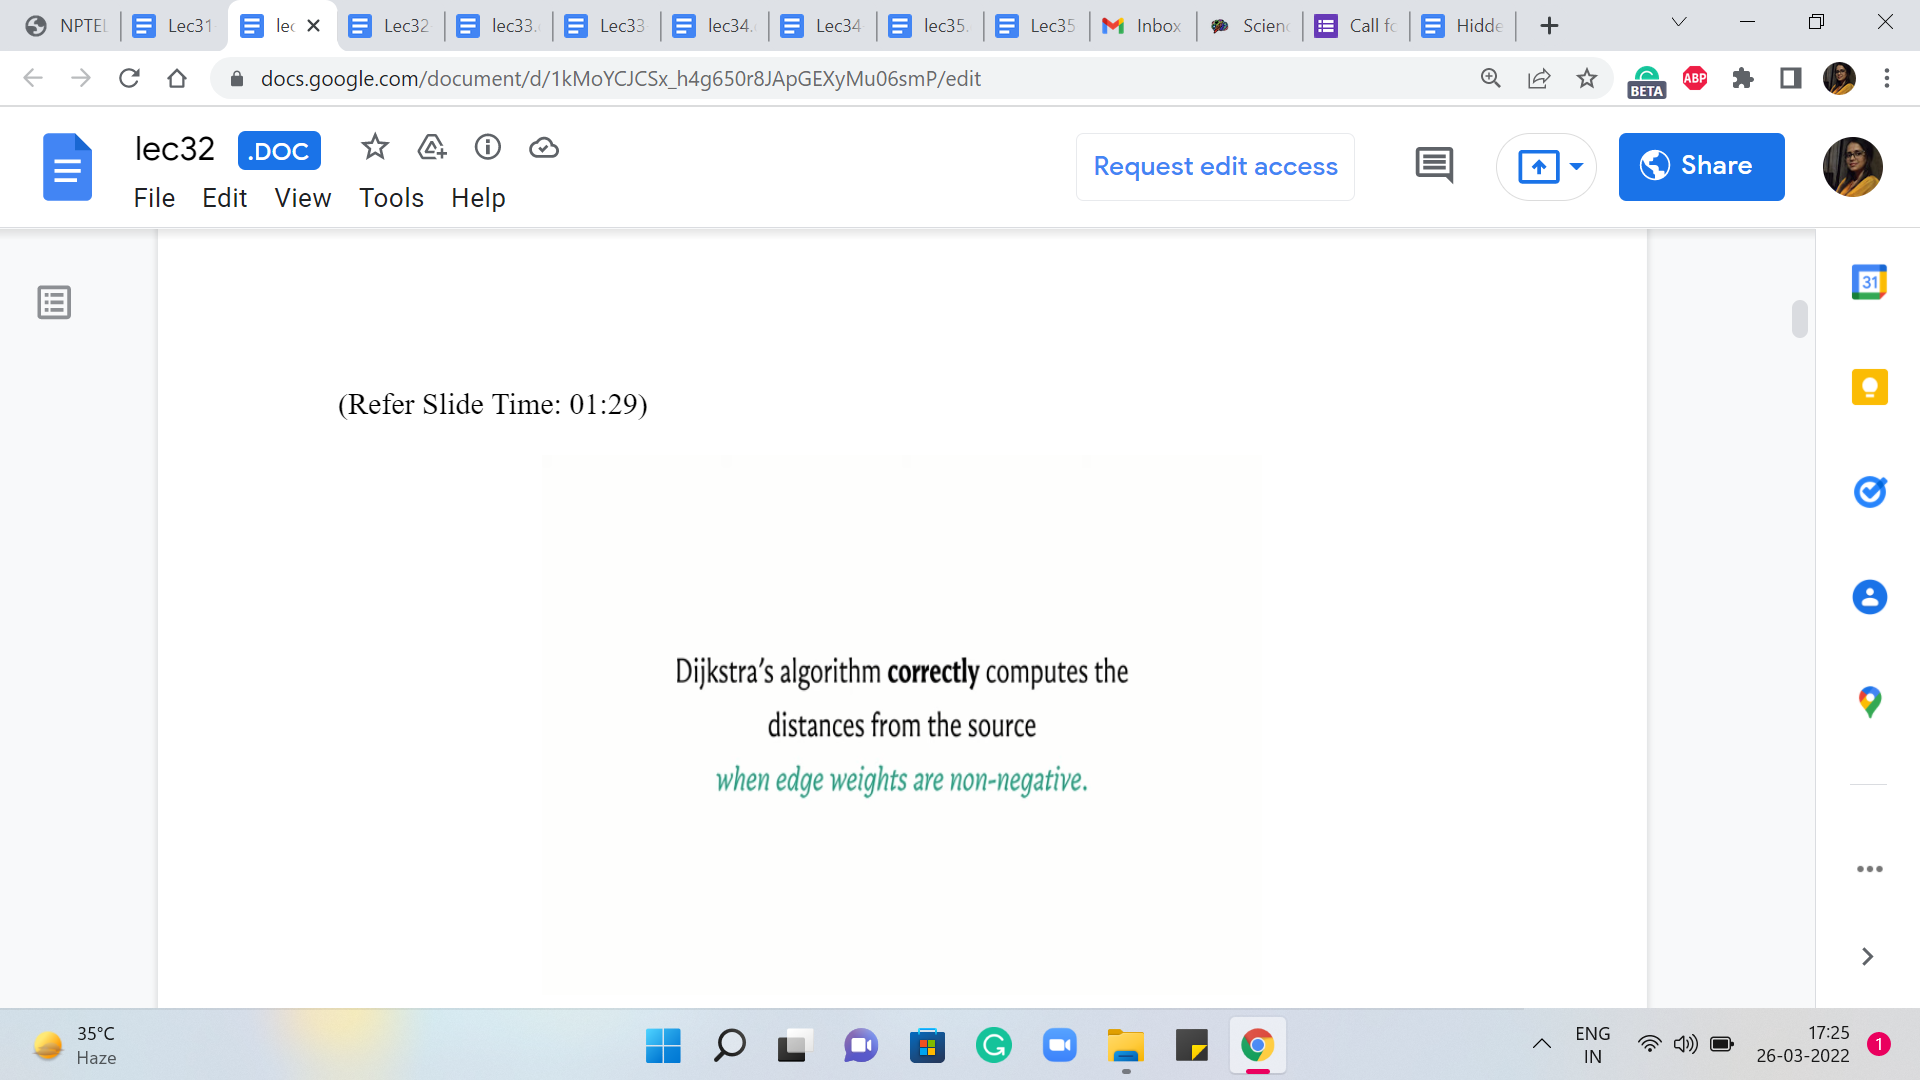 NPTEL
Lec31
lec
Lec32
lec33.
Lec33
lec34.
Lec34
lec35.
Lec35
Inbox
Scien
Call fo
Hidde
docs.google.com/document/d/1kMoYCJCSx_h4g650r8JApGEXyMu06smP/edit
BETA
ABP
lec32 .DOC
File Edit View Tools Help
Request edit access
Share
31
(Refer Slide Time: 01:29)
Dijkstra's algorithm correctly computes the
distances from the source
when edge weights are non-negative.
35°C
Haze
ENG
IN
17:25
26-03-2022
1